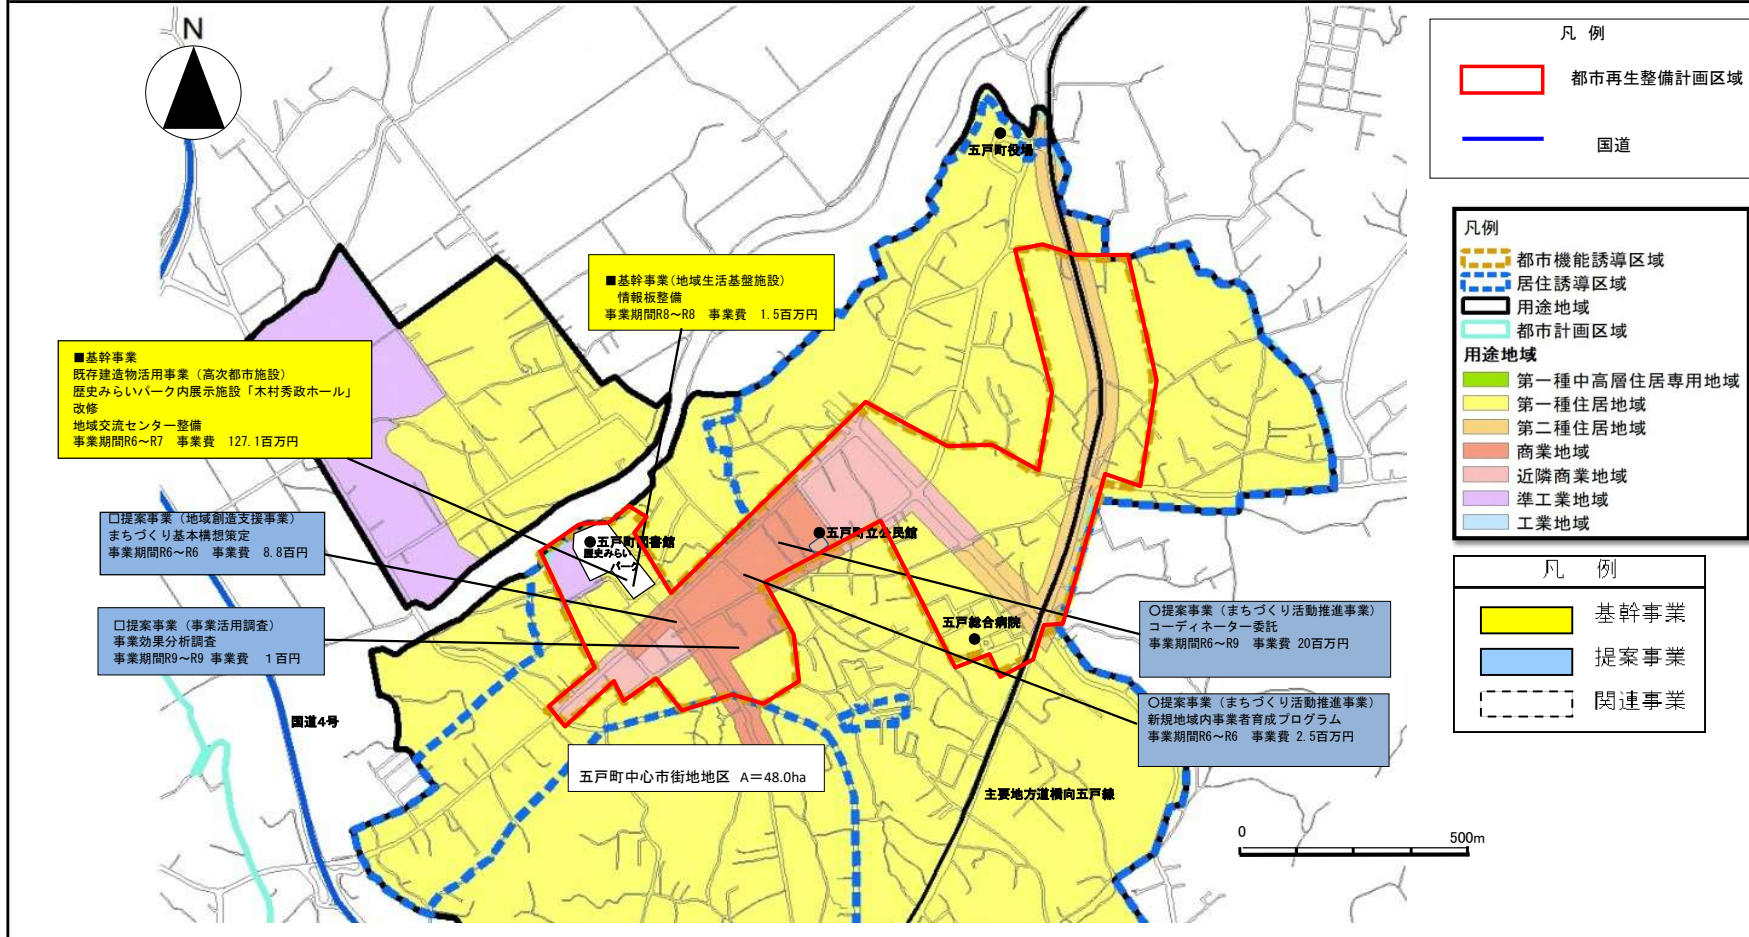 N
凡 例
都市再生整備計画区域
国道
五戸町役場
凡例
都市機能誘導区域
居住誘導区域
用途地域
都市計画区域
用途地域
第一種中高層住居専用地域
第一種住居地域
第二種住居地域
商業地域
近隣商業地域
準工業地域
工業地域
■基幹事業(地域生活基盤施設)
情報板整備
事業期間R8～R8 事業費 1.5百万円
■基幹事業
既存建造物活用事業（高次都市施設）
歴史みらいパーク内展示施設「木村秀政ホール」
改修
地域交流センター整備
事業期間R6～R7 事業費 127.1百万円
□提案事業（地域創造支援事業）
まちづくり基本構想策定
事業期間R6～R6 事業費 8.8百円
□提案事業（事業活用調査）
事業効果分析調査
事業期間R9～R9 事業費 1百円
●五戸町図書館
歴史みらい
パーク
●五戸町立公民館
五戸総合病院
〇提案事業（まちづくり活動推進事業）
コーディネーター委託
事業期間R6～R9 事業費 20百万円
〇提案事業（まちづくり活動推進事業）
新規地域内事業者育成プログラム
事業期間R6～R6 事業費 2.5百万円
凡 例
基幹事業
提案事業
関連事業
国道4号
五戸町中心市街地地区 A＝48.0ha
主要地方道橋向五戸線
0 500m